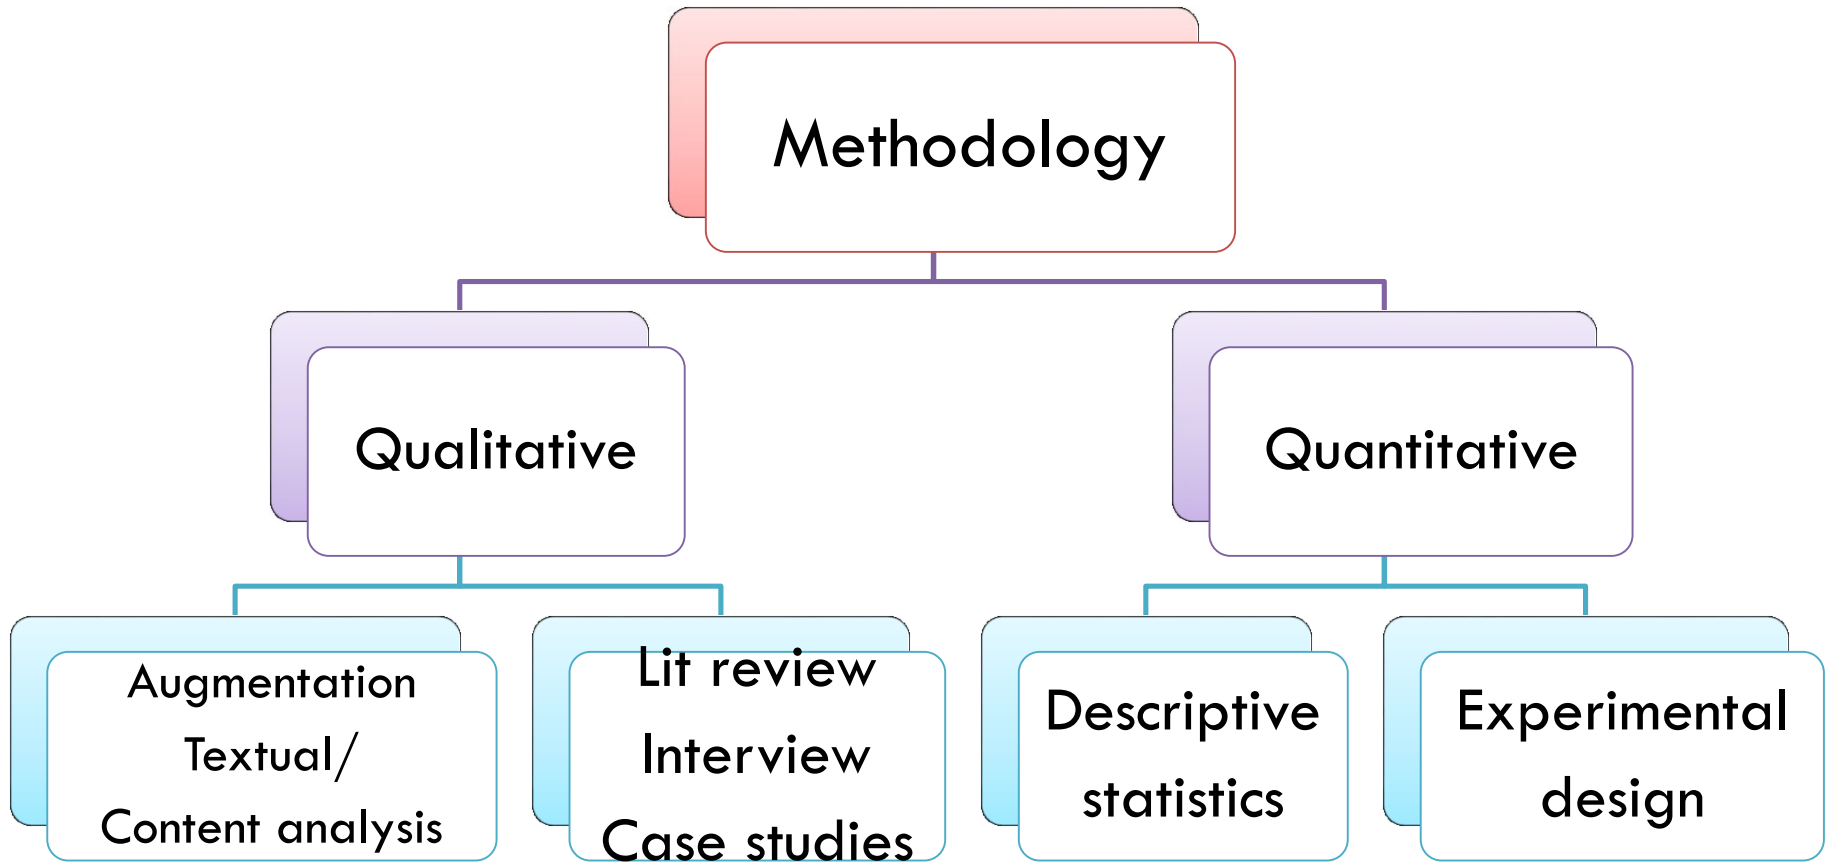 Methodology
Qualitative
Quantitative
Augmentation
Textual/
Content analysis
Lit review
Interview
Case studies
Descriptive
statistics
Experimental
design